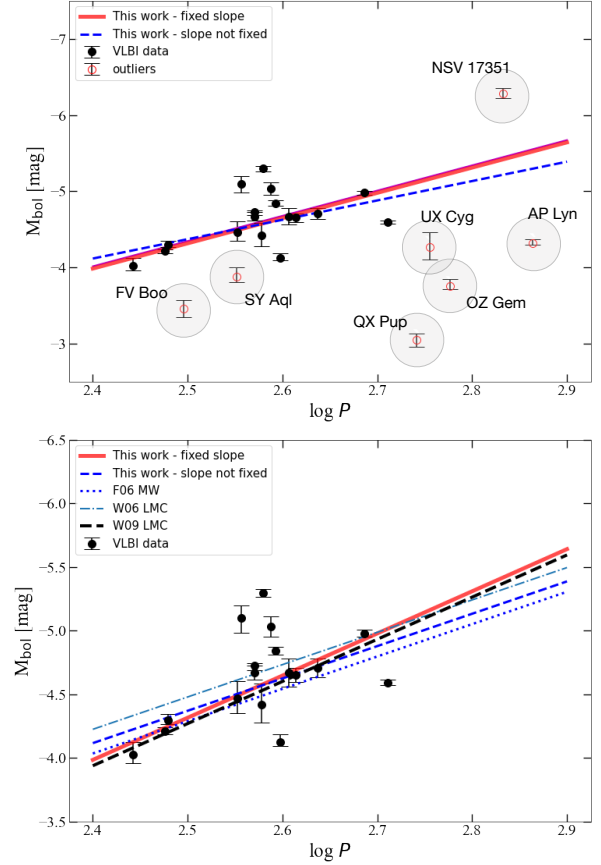 This work - fixed slope
This work - slope not fixed
VLBI data
outliers
NSV 17351
UX Cyg
AP Lyn
FV Boo
SY Aql
OZ Gem
QX Pup
−7
−6
−5
−4
−3
M_bol [mag]
2.4 2.5 2.6 2.7 2.8 2.9
log P
This work - fixed slope
This work - slope not fixed
F06 MW
W06 LMC
W09 LMC
VLBI data
−6.5
−6.0
−5.5
−5.0
−4.5
−4.0
−3.5
M_bol [mag]
2.4 2.5 2.6 2.7 2.8 2.9
log P